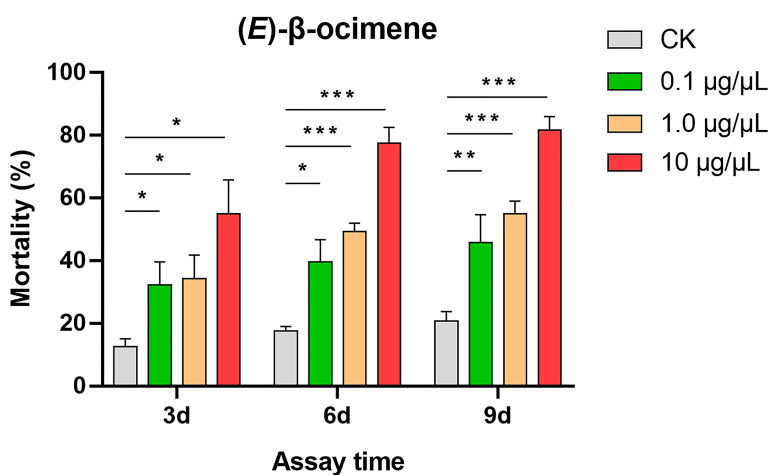 (E)-β-ocimene
CK
0.1 µg/µL
1.0 µg/µL
10 µg/µL
Mortality (%)
100
80
60
40
20
0
*
*
*
***
***
*
***
***
**
3d
6d
9d
Assay time